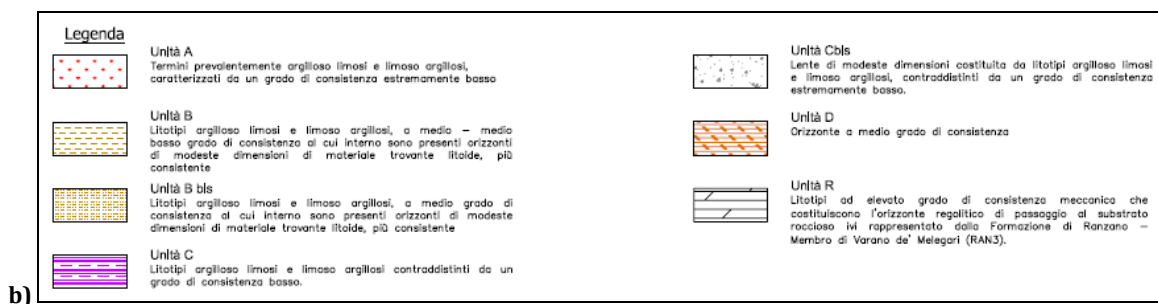 Legenda
Unità A
Termini prevalentemente argilloso limosi e limoso argillosi,
caratterizzati da un grado di consistenza estremamente basso
Unità B
Litotipi argilloso limosi e limoso argillosi, a medio – medio
basso grado di consistenza al cui interno sono presenti orizzonti
di modeste dimensioni di materiale trovante litoide, più
consistente
Unità B bis
Litotipi argilloso limosi e limoso argillosi, a medio grado di
consistenza al cui interno sono presenti orizzonti di modeste
dimensioni di materiale trovante litoide, più consistente
Unità C
Litotipi argilloso limosi e limoso argillosi contraddistinti da un
grado di consistenza basso.
Unità Cbis
Lente di modeste dimensioni costituita da litotipi argilloso limosi
e limoso argillosi, contraddistinti da un grado di consistenza
estremamente basso.
Unità D
Orizzonte a medio grado di consistenza
Unità R
Litotipi ad elevato grado di consistenza meccanica che
costituiscono l'orizzonte regolitico di passaggio al substrato
roccioso ivi rappresentato dalla Formazione di Ranzano –
Membro di Varano de' Melegari (RAN3).
b)